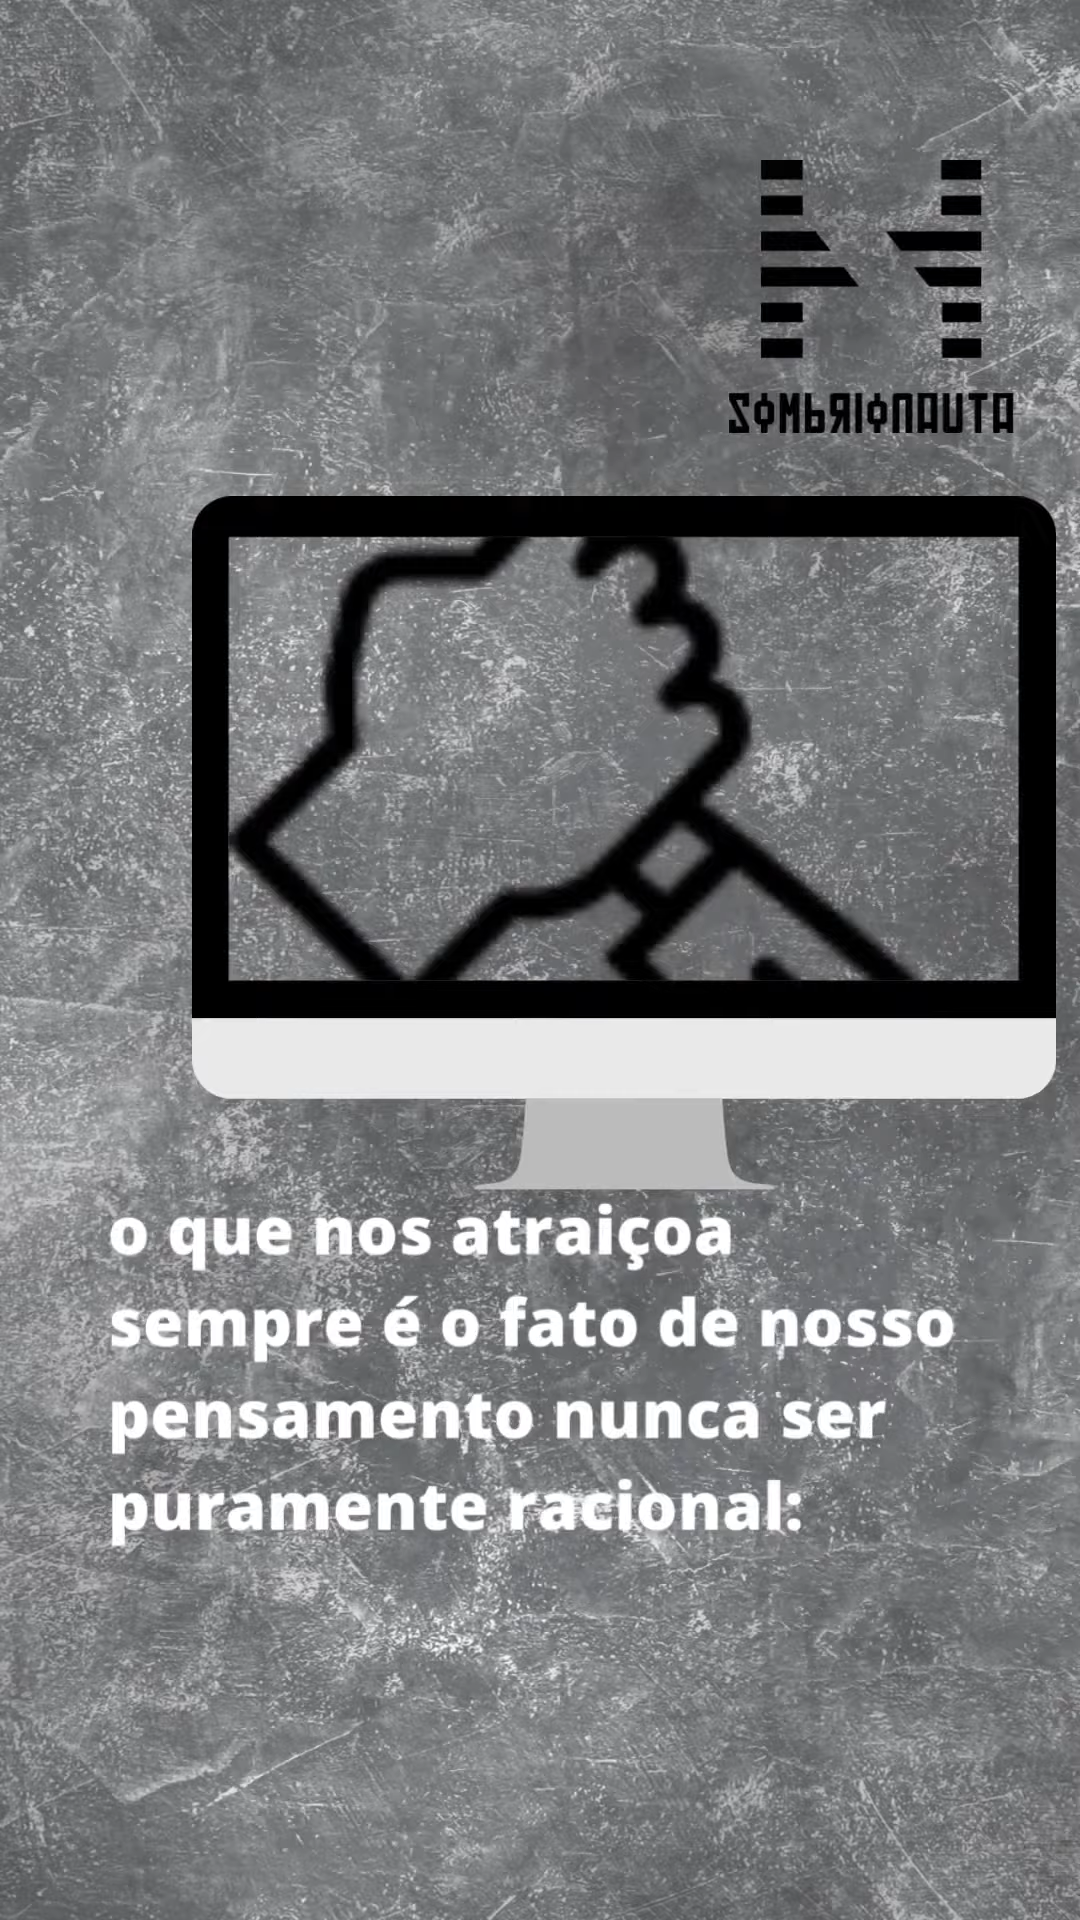 SOMBRIONAUTA
o que nos atraiçoa
sempre é o fato de nosso
pensamento nunca ser
puramente racional: